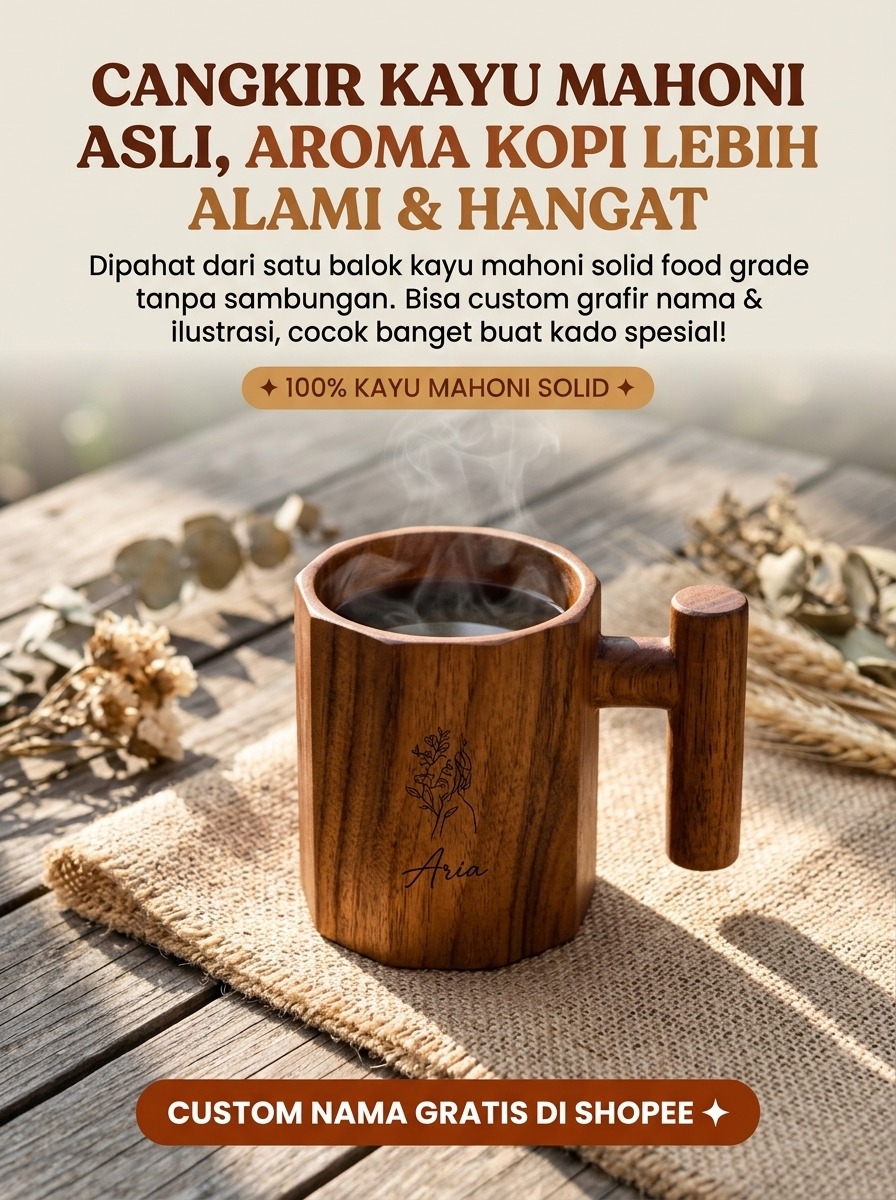 CANGKIR KAYU MAHONI
ASLI, AROMA KOPI LEBIH
ALAMI & HANGAT
Dipahat dari satu balok kayu mahoni solid food grade
tanpa sambungan. Bisa custom grafir nama &
ilustrasi, cocok banget buat kado spesial!
✦ 100% KAYU MAHONI SOLID ✦
Aria
CUSTOM NAMA GRATIS DI SHOPEE ✦